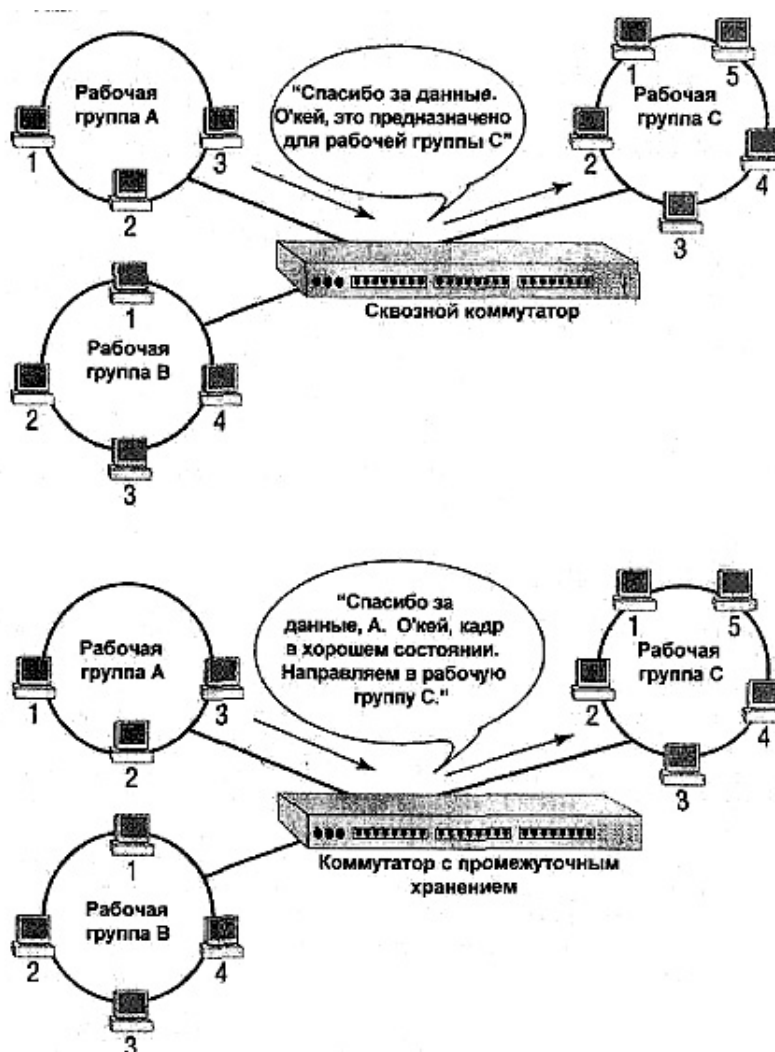 Рабочая
группа А
1
2
3
"Спасибо за данные.
О'кей, это предназначено
для рабочей группы С"
1
5
Рабочая
группа С
2
4
3
Сквозной коммутатор
1
Рабочая
группа В
2
4
3
Рабочая
группа А
1
2
3
"Спасибо за
данные, А. О'кей, кадр
в хорошем состоянии.
Направляем в рабочую
группу С."
1
5
Рабочая
группа С
2
4
3
Коммутатор с промежуточным
хранением
1
Рабочая
группа В
2
4
3